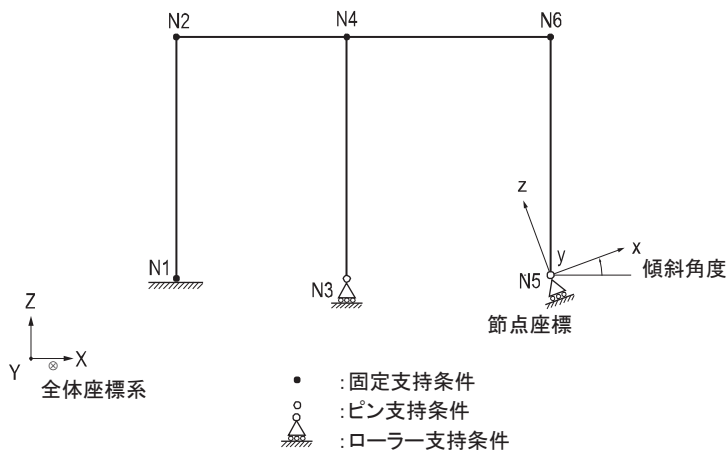 N2
N4
N6
z
y
x
N1
N3
N5
傾斜角度
節点座標
Z
Y
X
全体座標系
:固定支持条件
:ピン支持条件
:ローラー支持条件